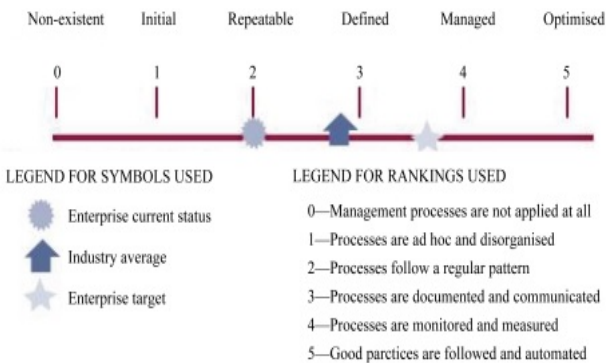 Non-existent Initial Repeatable Defined Managed Optimised
0 1 2 3 4 5
LEGEND FOR SYMBOLS USED
Enterprise current status
Industry average
Enterprise target
LEGEND FOR RANKINGS USED
0—Management processes are not applied at all
1—Processes are ad hoc and disorganised
2—Processes follow a regular pattern
3—Processes are documented and communicated
4—Processes are monitored and measured
5—Good parctices are followed and automated